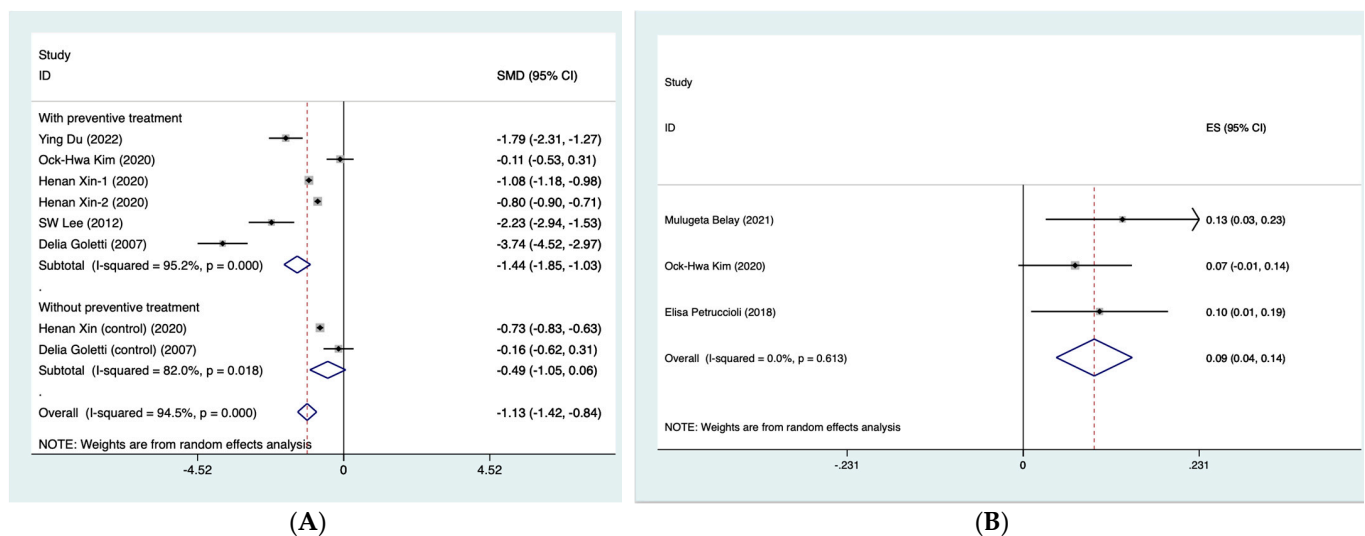 Study
ID SMD (95% CI)
With preventive treatment
Ying Du (2022) -1.79 (-2.31, -1.27)
Ock-Hwa Kim (2020) -0.11 (-0.53, 0.31)
Henan Xin-1 (2020) -1.08 (-1.18, -0.98)
Henan Xin-2 (2020) -0.80 (-0.90, -0.71)
SW Lee (2012) -2.23 (-2.94, -1.53)
Delia Goletti (2007) -3.74 (-4.52, -2.97)
Subtotal (I-squared = 95.2%, p = 0.000) -1.44 (-1.85, -1.03)
.
Without preventive treatment
Henan Xin (control) (2020) -0.73 (-0.83, -0.63)
Delia Goletti (control) (2007) -0.16 (-0.62, 0.31)
Subtotal (I-squared = 82.0%, p = 0.018) -0.49 (-1.05, 0.06)
.
Overall (I-squared = 94.5%, p = 0.000) -1.13 (-1.42, -0.84)
NOTE: Weights are from random effects analysis
-4.52 0 4.52
(A)
Study
ID ES (95% CI)
Mulugeta Belay (2021) 0.13 (0.03, 0.23)
Ock-Hwa Kim (2020) 0.07 (-0.01, 0.14)
Elisa Petruccioli (2018) 0.10 (0.01, 0.19)
Overall (I-squared = 0.0%, p = 0.613) 0.09 (0.04, 0.14)
NOTE: Weights are from random effects analysis
-.231 0 .231
(B)